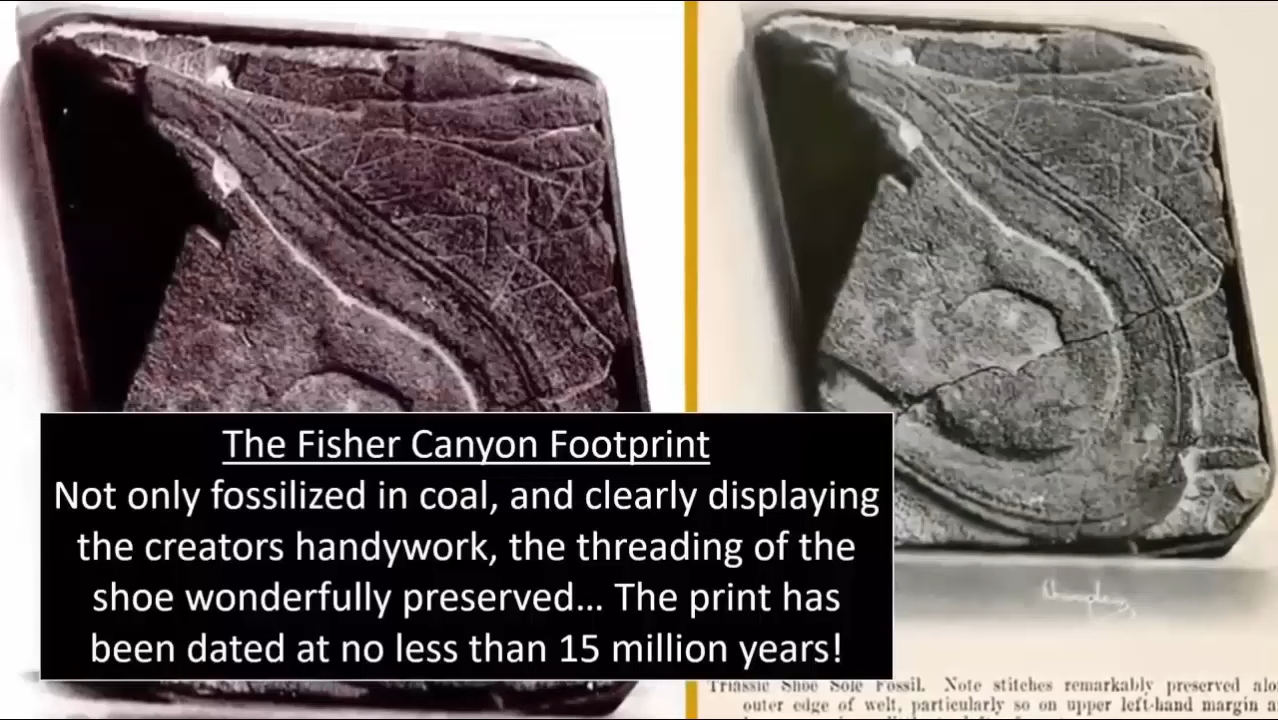 The Fisher Canyon Footprint
Not only fossilized in coal, and clearly displaying
the creators handywork, the threading of the
shoe wonderfully preserved... The print has
been dated at no less than 15 million years!
Triassic Shoe Sole Fossil. Note stitches remarkably preserved alo
outer edge of welt, particularly so on upper left-hand margin a